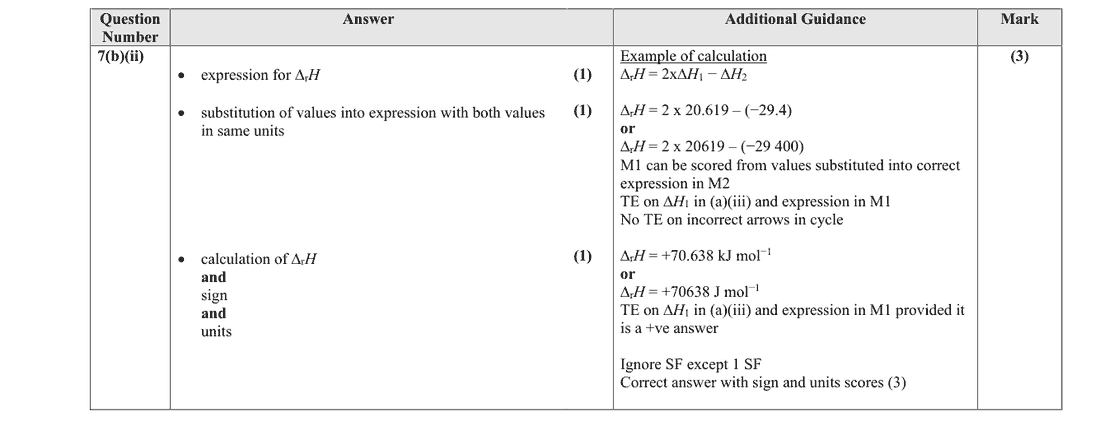 Question Number
Answer
Additional Guidance
Mark
7(b)(ii)
• expression for ΔrH (1)
Example of calculation
ΔrH = 2xΔH₁ − ΔH₂
(3)
• substitution of values into expression with both values (1)
in same units
ΔrH = 2 x 20.619 – (−29.4)
or
ΔrH = 2 x 20619 – (−29 400)
M1 can be scored from values substituted into correct
expression in M2
TE on ΔH₁ in (a)(iii) and expression in M1
No TE on incorrect arrows in cycle
• calculation of ΔrH (1)
and
sign
and
units
ΔrH = +70.638 kJ mol⁻¹
or
ΔrH = +70638 J mol⁻¹
TE on ΔH₁ in (a)(iii) and expression in M1 provided it
is a +ve answer
Ignore SF except 1 SF
Correct answer with sign and units scores (3)